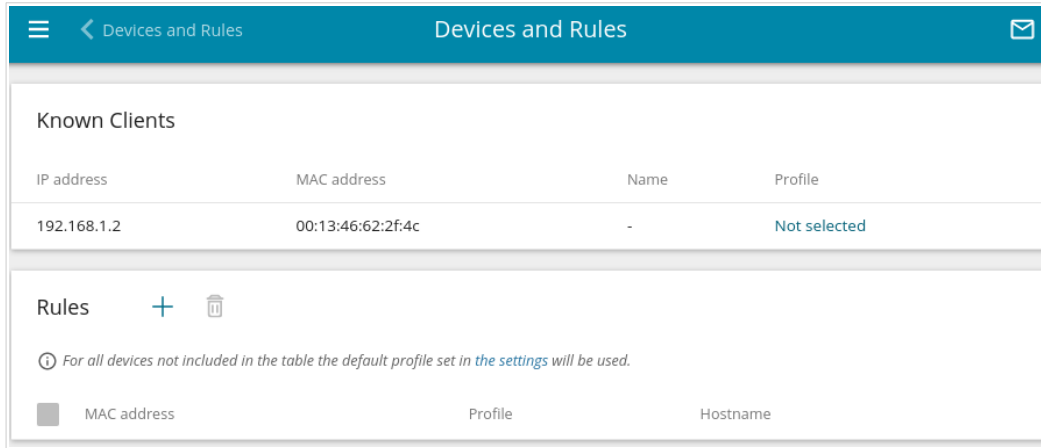 Devices and Rules Devices and Rules
Known Clients
IP address MAC address Name Profile
192.168.1.2 00:13:46:62:2f:4c - Not selected
Rules
For all devices not included in the table the default profile set in the settings will be used.
MAC address Profile Hostname